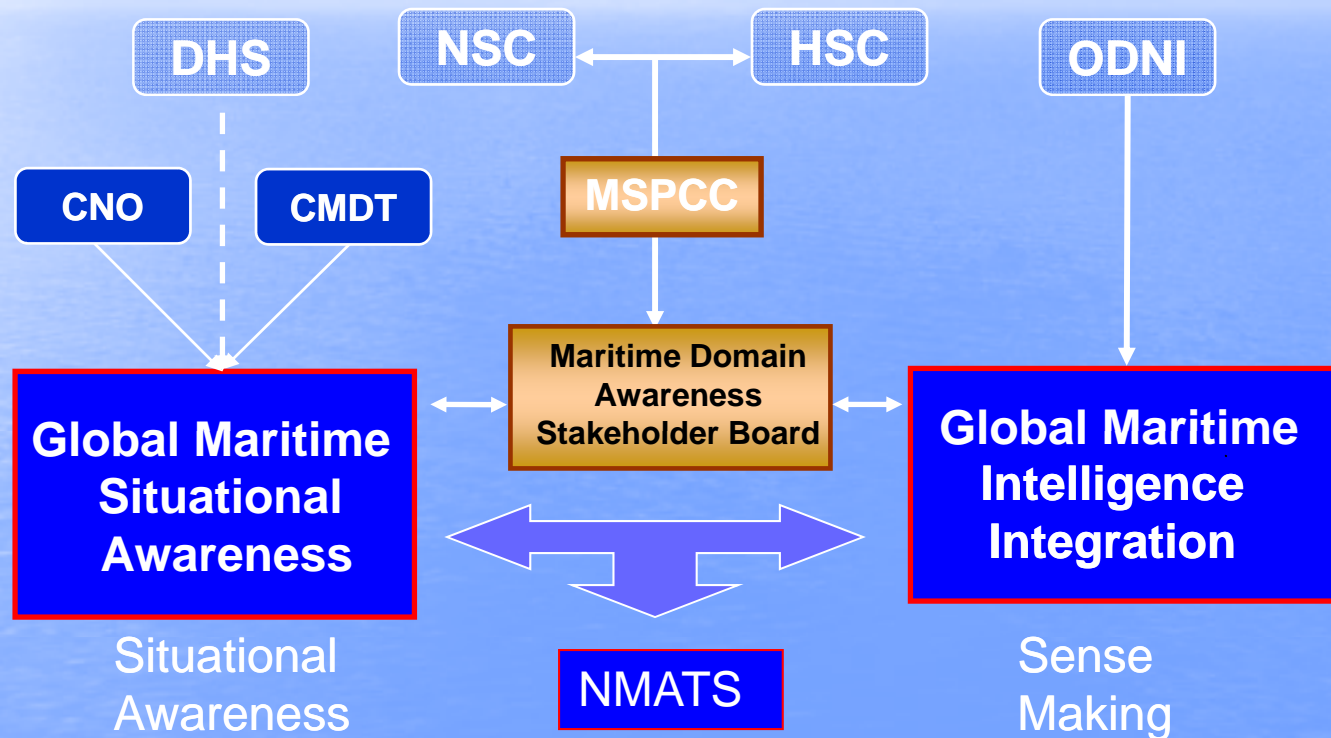 DHS
NSC
HSC
ODNI
CNO
CMDT
MSPCC
Maritime Domain
Awareness
Stakeholder Board
Global Maritime
Situational
Awareness
Global Maritime
Intelligence
Integration
Situational
Awareness
NMATS
Sense
Making